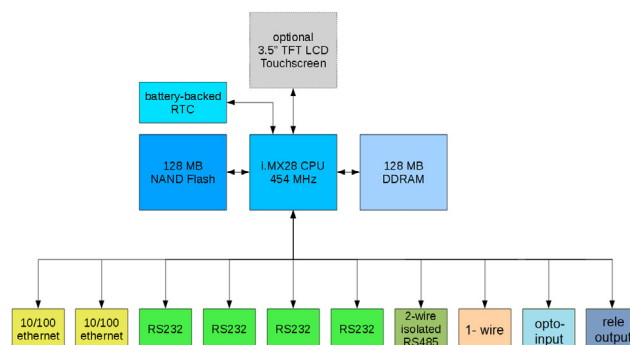 optional
3.5" TFT LCD
Touchscreen
battery-backed
RTC
128 MB
NAND Flash
i.MX28 CPU
454 MHz
128 MB
DDRAM
10/100
ethernet
10/100
ethernet
RS232
RS232
RS232
RS232
2-wire
isolated
RS485
1- wire
opto-
input
rele
output